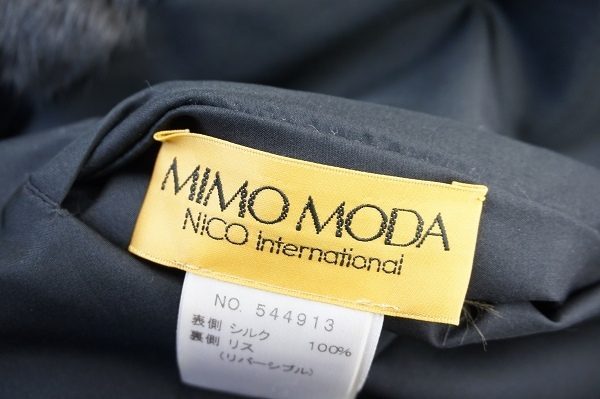 MIMO MODA
NICO international
NO. 544913
表側 シルク 100%
裏側 リス
(リバーシブル)